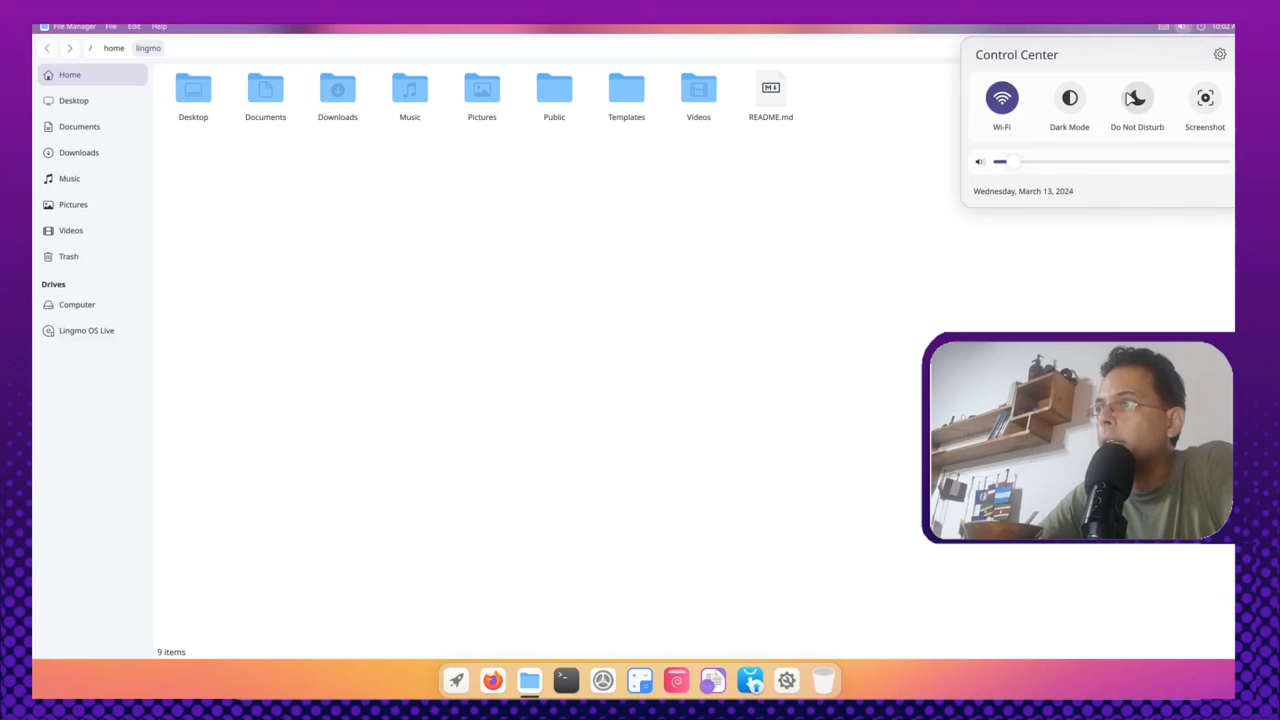 File Manager File Edit Help
10:02
/ home lingmo
Control Center
Home
Desktop
Documents
Downloads
Music
Pictures
Videos
Trash
Drives
Computer
Lingmo OS Live
Desktop Documents Downloads Music Pictures Public Templates Videos README.md
Wi-Fi Dark Mode Do Not Disturb Screenshot
Wednesday, March 13, 2024
9 items